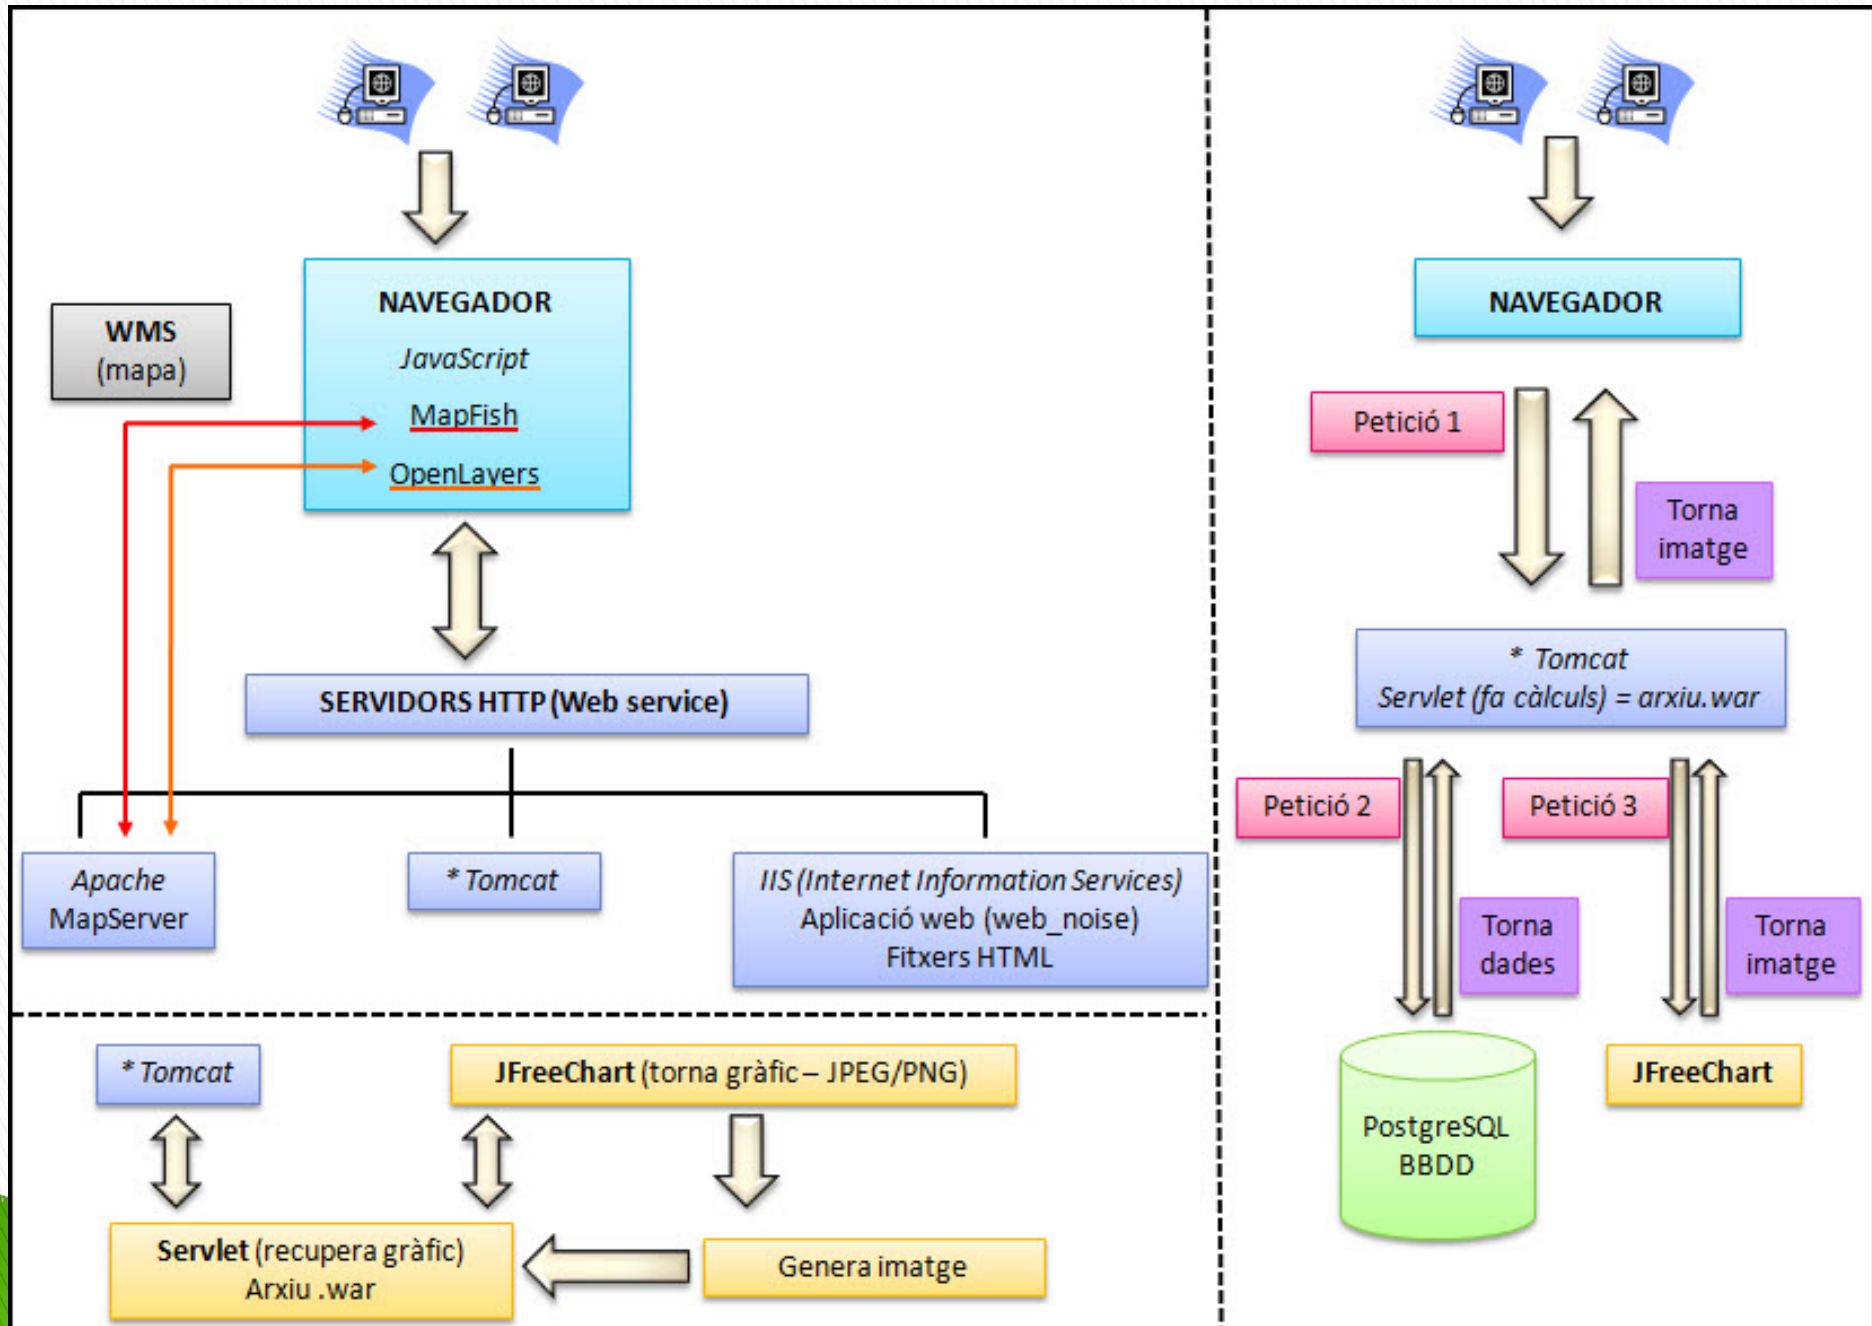 WMS
(mapa)
NAVEGADOR
JavaScript
MapFish
OpenLayers
SERVIDORS HTTP (Web service)
Apache
MapServer
* Tomcat
IIS (Internet Information Services)
Aplicació web (web_noise)
Fitxers HTML
* Tomcat
JFreeChart (torna gràfic – JPEG/PNG)
Servlet (recupera gràfic)
Arxiu .war
Genera imatge
NAVEGADOR
Petició 1
Torna
imatge
* Tomcat
Servlet (fa càlculs) = arxiu.war
Petició 2
Torna
dades
Petició 3
Torna
imatge
PostgreSQL
BBDD
JFreeChart